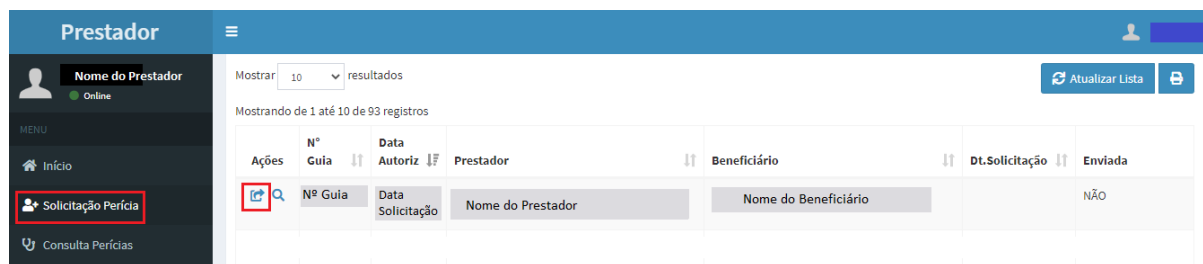 Prestador
Nome do Prestador
Online
MENU
Início
Solicitação Perícia
Consulta Perícias
Mostrar 10 resultados
Atualizar Lista
Mostrando de 1 até 10 de 93 registros
Ações
N° Guia
Data Autoriz
Prestador
Beneficiário
Dt.Solicitação
Enviada
Nº Guia
Data
Solicitação
Nome do Prestador
Nome do Beneficiário
NÃO